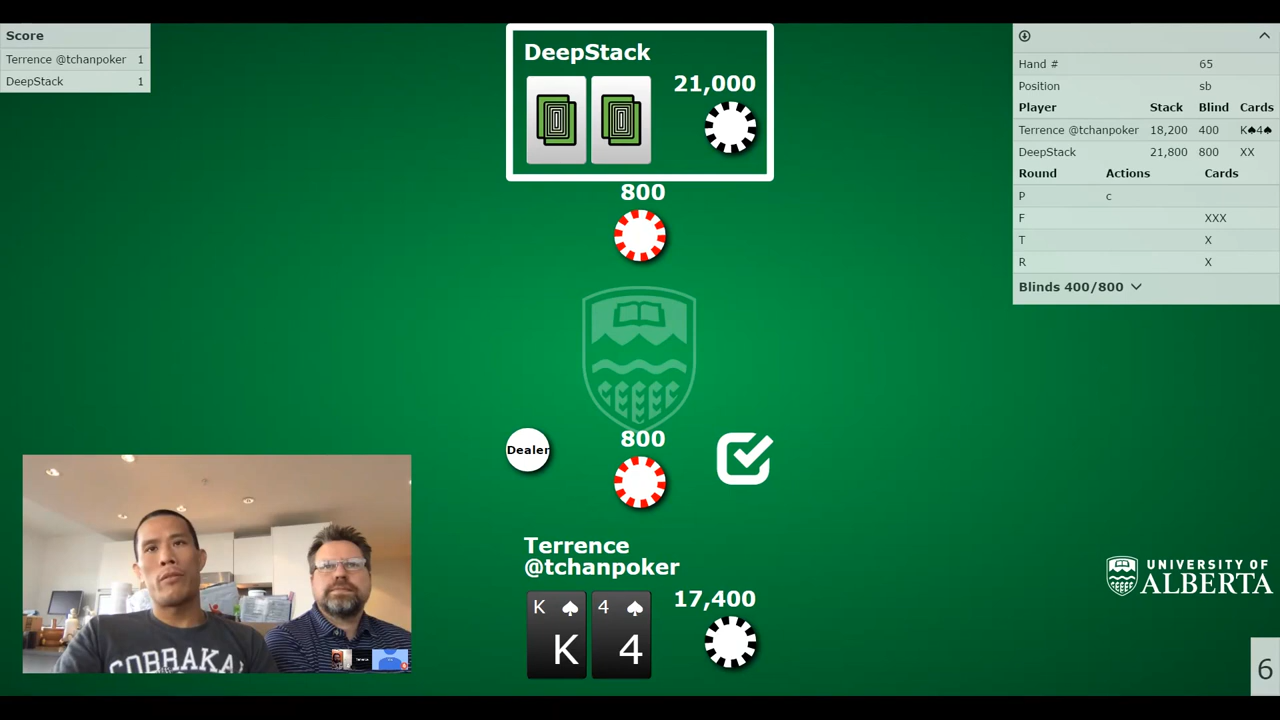 Score
Terrence @tchanpoker 1
DeepStack 1
DeepStack
21,000
800
Hand # 65
Position sb
Player Stack Blind Cards
Terrence @tchanpoker 18,200 400 K♠4♠
DeepStack 21,800 800 XX
Round Actions Cards
P c
F XXX
T X
R X
Blinds 400/800
Dealer
800
Terrence
@tchanpoker
17,400
K 4
K 4
COBRAKAI
UNIVERSITY OF
ALBERTA
6